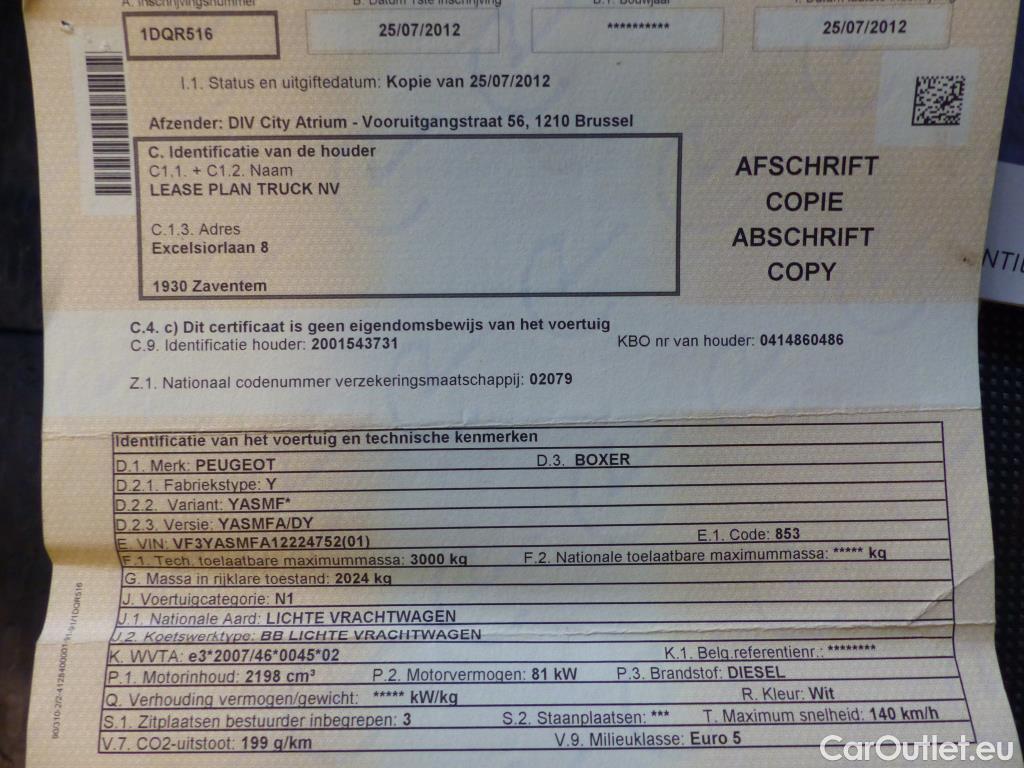 A. Inschrijvingsnummer B. Datum 1ste inschrijving B.1. Bouwjaar
1DQR516 25/07/2012 ********** 25/07/2012
I.1. Status en uitgiftedatum: Kopie van 25/07/2012
Afzender: DIV City Atrium - Vooruitgangstraat 56, 1210 Brussel
C. Identificatie van de houder
C1.1. + C1.2. Naam
LEASE PLAN TRUCK NV
C.1.3. Adres
Excelsiorlaan 8
1930 Zaventem
AFSCHRIFT
COPIE
ABSCHRIFT
COPY
NTIE
C.4. c) Dit certificaat is geen eigendomsbewijs van het voertuig
C.9. Identificatie houder: 2001543731 KBO nr van houder: 0414860486
Z.1. Nationaal codenummer verzekeringsmaatschappij: 02079
Identificatie van het voertuig en technische kenmerken
D.1. Merk: PEUGEOT D.3. BOXER
D.2.1. Fabriekstype: Y
D.2.2. Variant: YASMF*
D.2.3. Versie: YASMFA/DY
E. VIN: VF3YASMFA12224752(01) E.1. Code: 853
F.1. Tech. toelaatbare maximummassa: 3000 kg F.2. Nationale toelaatbare maximummassa: ***** kg
G. Massa in rijklare toestand: 2024 kg
J. Voertuigcategorie: N1
J.1. Nationale Aard: LICHTE VRACHTWAGEN
J.2. Koetswerktype: BB LICHTE VRACHTWAGEN
K. WVTA: e3*2007/46*0045*02 K.1. Belg.referentienr.: ********
P.1. Motorinhoud: 2198 cm³ P.2. Motorvermogen: 81 kW P.3. Brandstof: DIESEL
Q. Verhouding vermogen/gewicht: ***** kW/kg R. Kleur: Wit
S.1. Zitplaatsen bestuurder inbegrepen: 3 S.2. Staanplaatsen: *** T. Maximum snelheid: 140 km/h
V.7. CO2-uitstoot: 199 g/km V.9. Milieuklasse: Euro 5
CarOutlet.eu